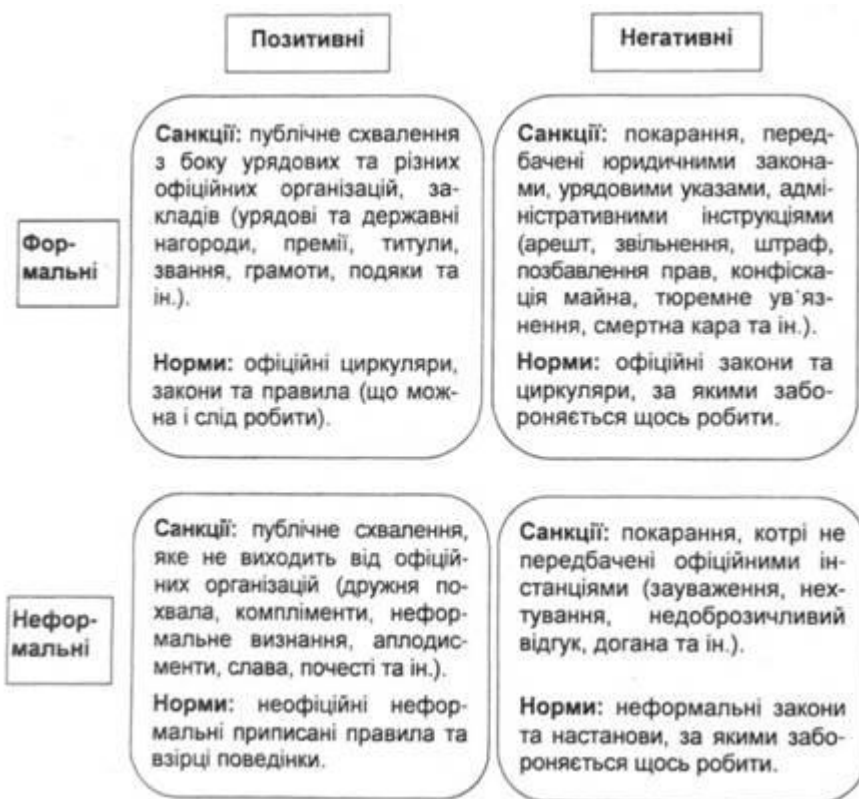 Позитивні
Негативні
Фор-
мальні
Санкції: публічне схвалення
з боку урядових та різних
офіційних організацій, за-
кладів (урядові та державні
нагороди, премії, титули,
звання, грамоти, подяки та
ін.).
Норми: офіційні циркуляри,
закони та правила (що мож-
на і слід робити).
Санкції: покарання, перед-
бачені юридичними закона-
ми, урядовими указами, адмі-
ністративними інструкціями
(арешт, звільнення, штраф,
позбавлення прав, конфіска-
ція майна, тюремне ув´яз-
нення, смертна кара та ін.).
Норми: офіційні закони та
циркуляри, за якими забо-
роняється щось робити.
Нефор-
мальні
Санкції: публічне схвалення,
яке не виходить від офіцій-
них організацій (дружня по-
хвала, компліменти, нефор-
мальне визнання, аплодис-
менти, слава, почесті та ін.).
Норми: неофіційні нефор-
мальні приписані правила та
взірці поведінки.
Санкції: покарання, котрі не
передбачені офіційними ін-
станціями (зауваження, нех-
тування, недоброзичливий
відгук, догана та ін.).
Норми: неформальні закони
та настанови, за якими забо-
роняється щось робити.